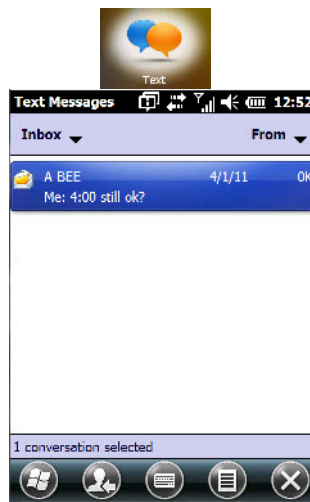 Text
Text Messages 12:52
Inbox From
A BEE 4/1/11 0K
Me: 4:00 still ok?
1 conversation selected